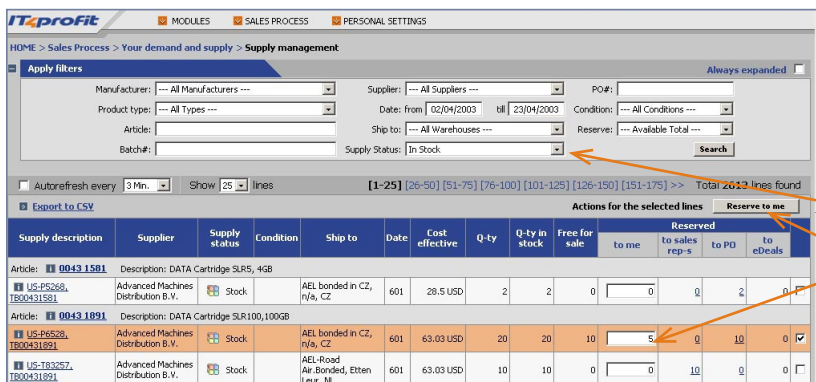 IT4profit MODULES SALES PROCESS PERSONAL SETTINGS
HOME > Sales Process > Your demand and supply > Supply management
Apply filters Always expanded
Manufacturer: --- All Manufacturers --- Supplier: --- All Suppliers --- PO#:
Product type: --- All Types --- Date: from 02/04/2003 till 23/04/2003 Condition: --- All Conditions ---
Article: Ship to: --- All Warehouses --- Reserve: --- Available Total ---
Batch#: Supply Status: In Stock Search
Autorefresh every 3 Min. Show 25 lines [1-25] [26-50] [51-75] [76-100] [101-125] [126-150] [151-175] >> Total 2613 lines found
Export to CSV Actions for the selected lines Reserve to me
Supply description Supplier Supply status Condition Ship to Date Cost effective Q-ty Q-ty in stock Free for sale Reserved
to me to sales rep-s to PO to eDeals
Article: 0043 1581 Description: DATA Cartridge SLR5, 4GB
US-P5268, Advanced Machines Stock AEL bonded in CZ, 601 28.5 USD 2 2 0 0 0 2 0
TB00431581 Distribution B.V. n/a, CZ
Article: 0043 1891 Description: DATA Cartridge SLR100,100GB
US-P6528, Advanced Machines Stock AEL bonded in CZ, 601 63.03 USD 20 20 10 5 0 10 0
TB00431891 Distribution B.V. n/a, CZ
US-T83257, Advanced Machines Stock AEL-Road 601 63.03 USD 10 10 0 0 10 0 0
TB00431891 Distribution B.V. Air.Bonded, Etten
Leur, NL